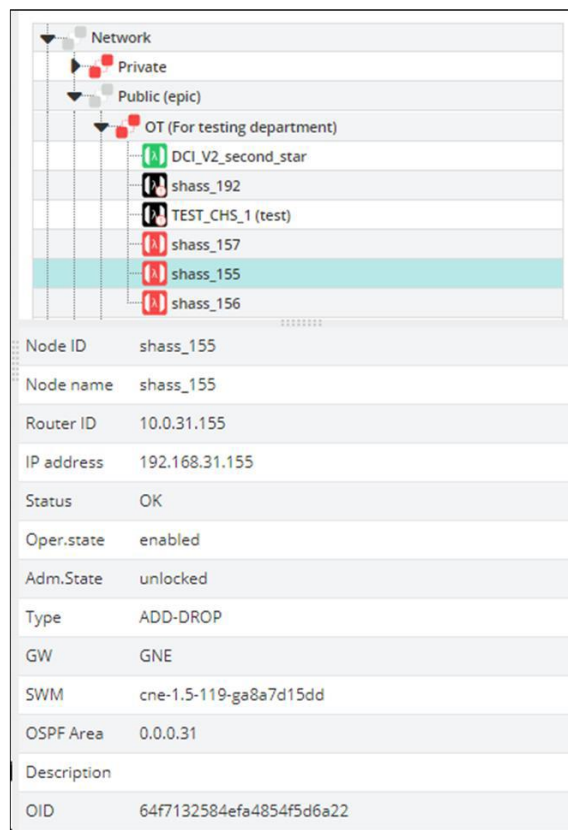 Network
Private
Public (epic)
OT (For testing department)
DCI_V2_second_star
shass_192
TEST_CHS_1 (test)
shass_157
shass_155
shass_156
Node ID shass_155
Node name shass_155
Router ID 10.0.31.155
IP address 192.168.31.155
Status OK
Oper.state enabled
Adm.State unlocked
Type ADD-DROP
GW GNE
SWM cne-1.5-119-ga8a7d15dd
OSPF Area 0.0.0.31
Description
OID 64f7132584efa4854f5d6a22